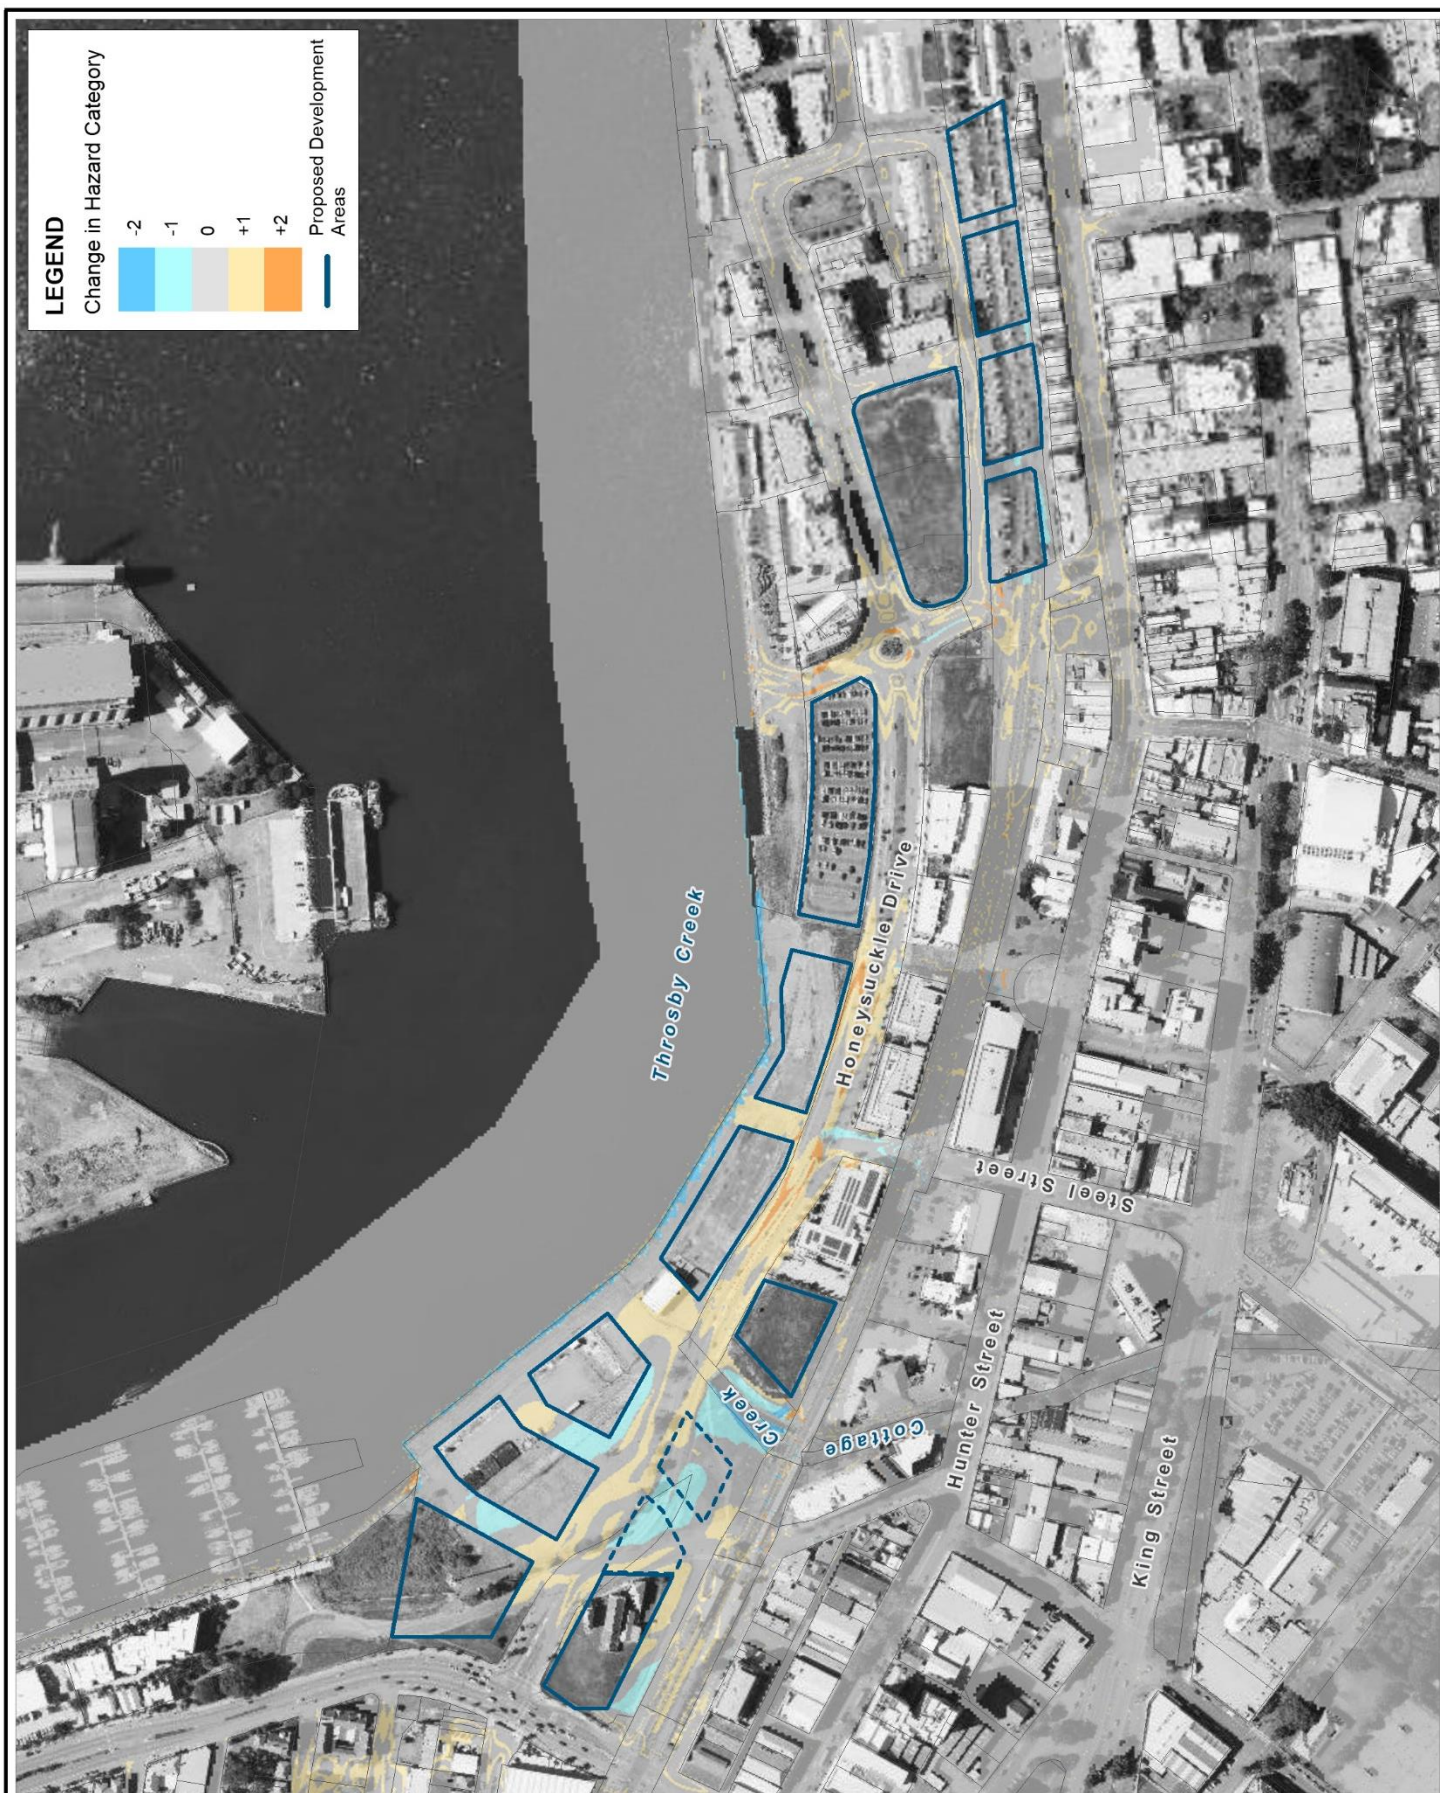 LEGEND
Change in Hazard Category
-2
-1
0
+1
+2
Proposed Development
Areas
Throsby Creek
Honeysuckle Drive
Steel Street
Hunter Street
Cottage
Creek
King Street